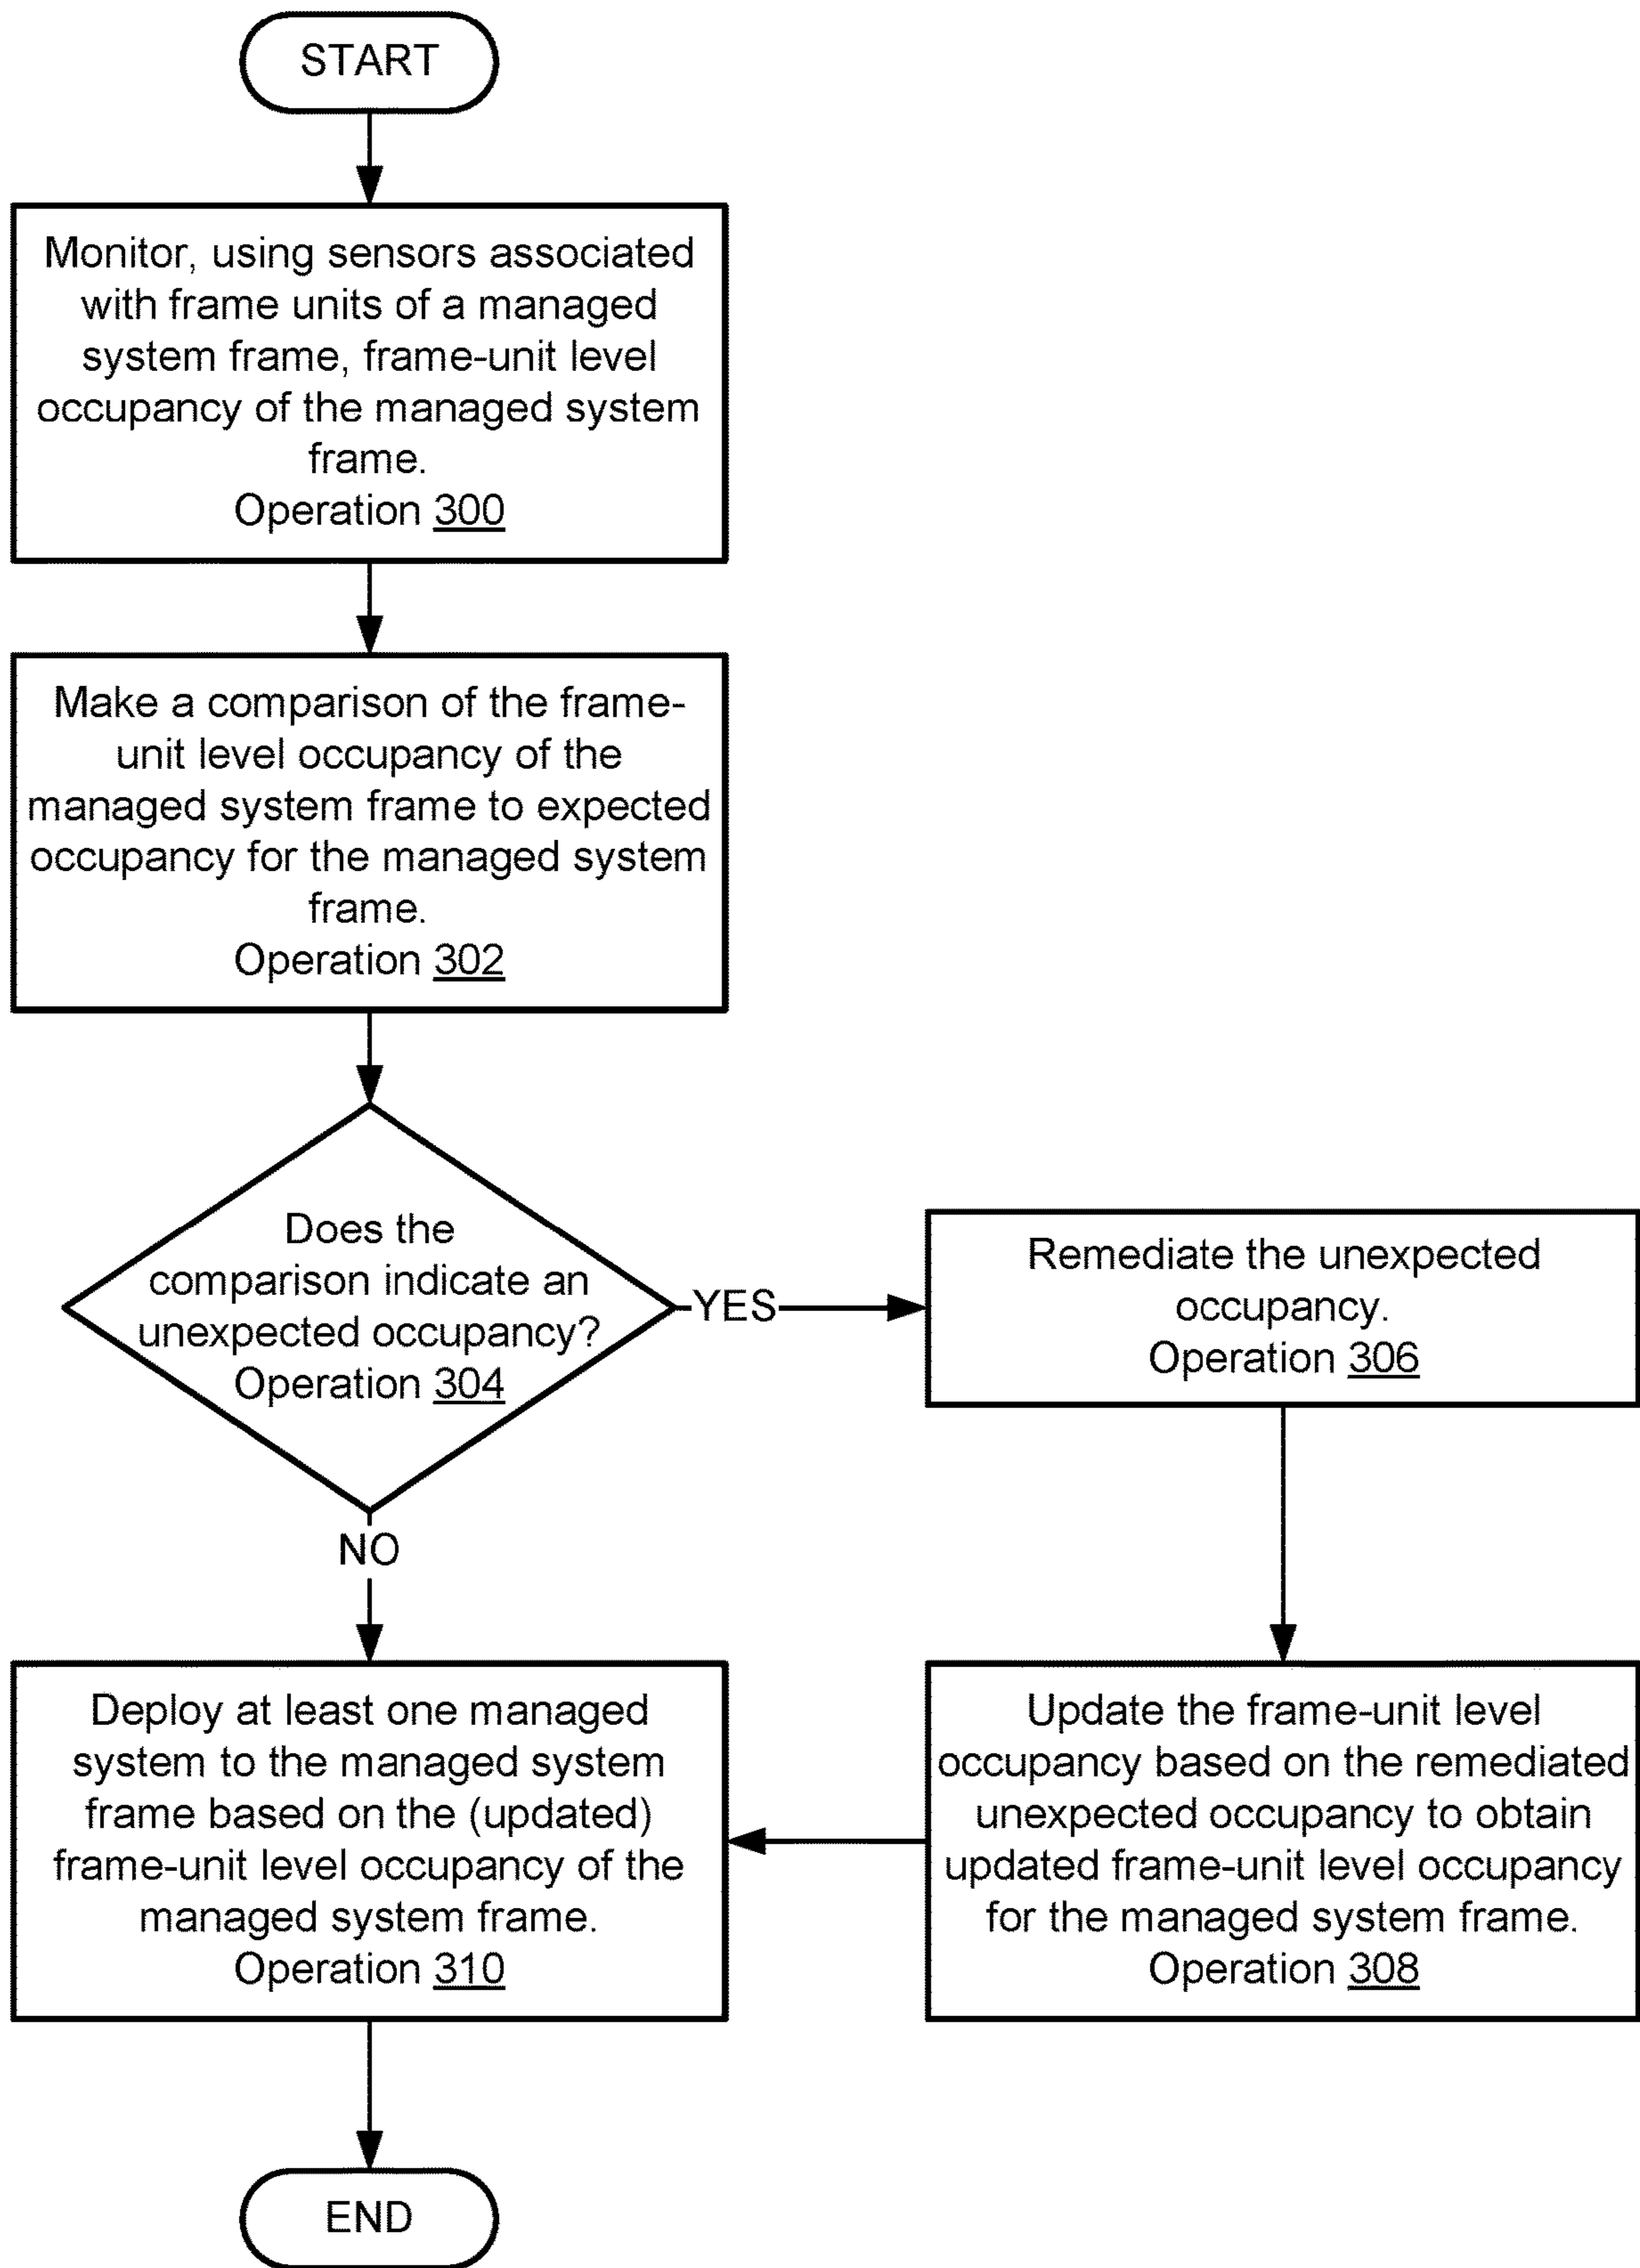 START
Monitor, using sensors associated
with frame units of a managed
system frame, frame-unit level
occupancy of the managed system
frame.
Operation 300
Make a comparison of the frame-
unit level occupancy of the
managed system frame to expected
occupancy for the managed system
frame.
Operation 302
Does the
comparison indicate an
unexpected occupancy?
Operation 304
YES
Remediate the unexpected
occupancy.
Operation 306
NO
Deploy at least one managed
system to the managed system
frame based on the (updated)
frame-unit level occupancy of the
managed system frame.
Operation 310
Update the frame-unit level
occupancy based on the remediated
unexpected occupancy to obtain
updated frame-unit level occupancy
for the managed system frame.
Operation 308
END